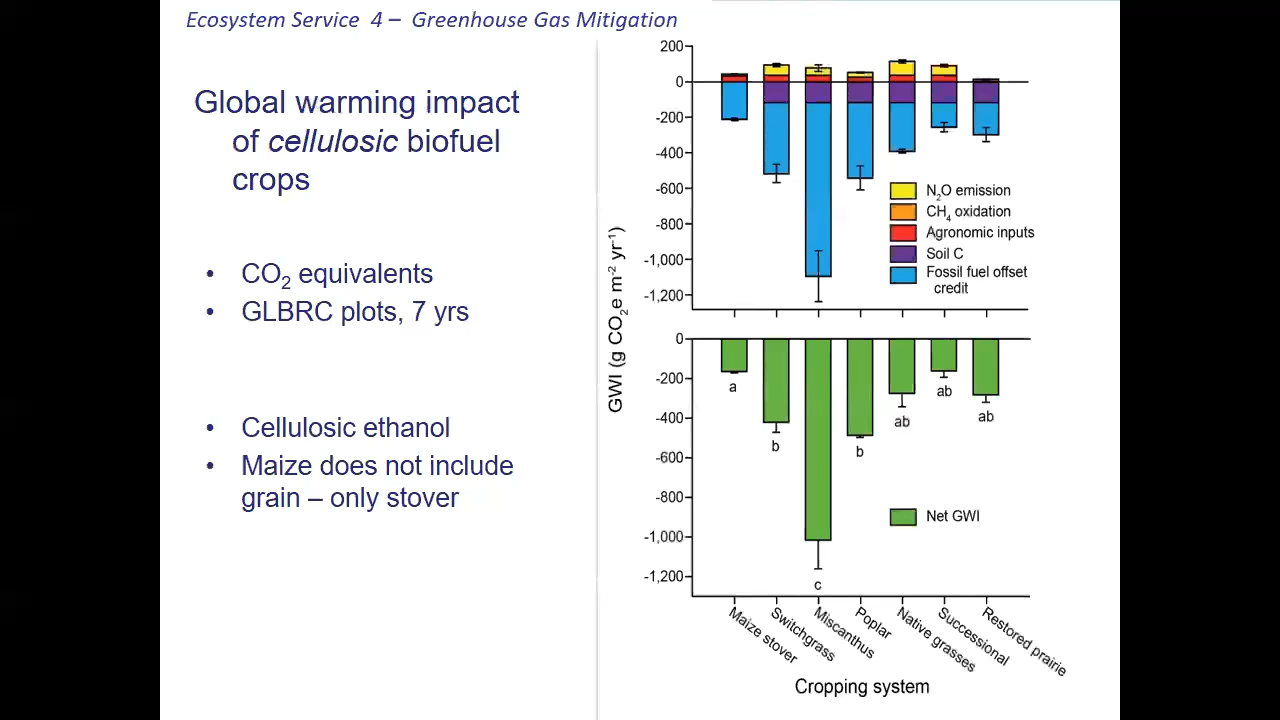 Ecosystem Service 4 – Greenhouse Gas Mitigation
Global warming impact
of cellulosic biofuel
crops
• CO2 equivalents
• GLBRC plots, 7 yrs
• Cellulosic ethanol
• Maize does not include
grain – only stover
GWI (g CO2e m-2 yr-1)
200
0
-200
-400
-600
-800
-1,000
-1,200
N2O emission
CH4 oxidation
Agronomic inputs
Soil C
Fossil fuel offset
credit
0
-200
-400
-600
-800
-1,000
-1,200
a
b
c
b
ab
ab
ab
Net GWI
Maize stover
Switchgrass
Miscanthus
Poplar
Native grasses
Successional
Restored prairie
Cropping system